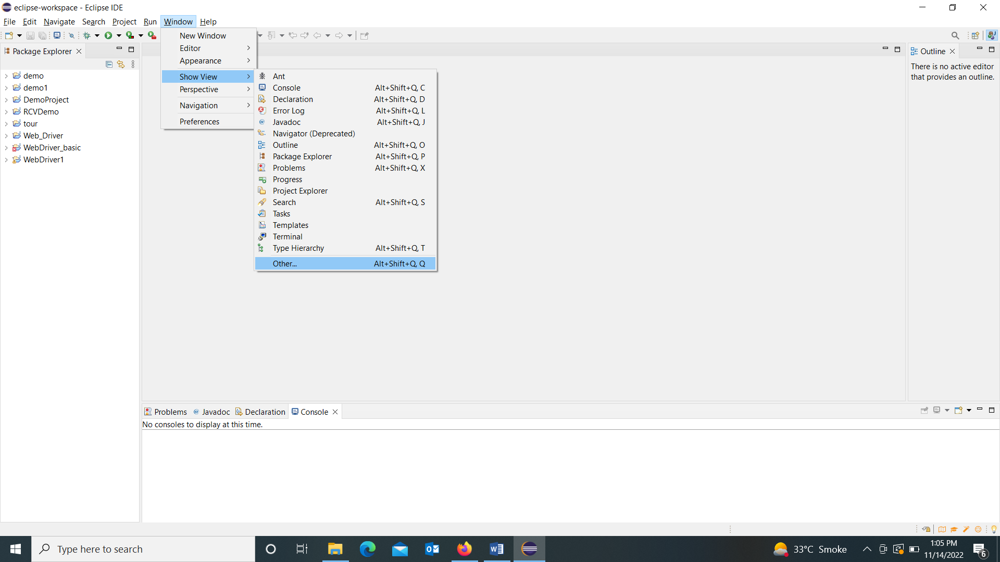 eclipse-workspace - Eclipse IDE
File Edit Navigate Search Project Run Window Help
Package Explorer
demo
demo1
DemoProject
RCVDemo
tour
Web_Driver
WebDriver_basic
WebDriver1
New Window
Editor
Appearance
Show View
Perspective
Navigation
Preferences
Ant
Console Alt+Shift+Q, C
Declaration Alt+Shift+Q, D
Error Log Alt+Shift+Q, L
Javadoc Alt+Shift+Q, J
Navigator (Deprecated)
Outline Alt+Shift+Q, O
Package Explorer Alt+Shift+Q, P
Problems Alt+Shift+Q, X
Progress
Project Explorer
Search Alt+Shift+Q, S
Tasks
Templates
Terminal
Type Hierarchy Alt+Shift+Q, T
Other... Alt+Shift+Q, Q
Outline
There is no active editor
that provides an outline.
Problems Javadoc Declaration Console
No consoles to display at this time.
Type here to search
33°C Smoke
1:05 PM
11/14/2022
6